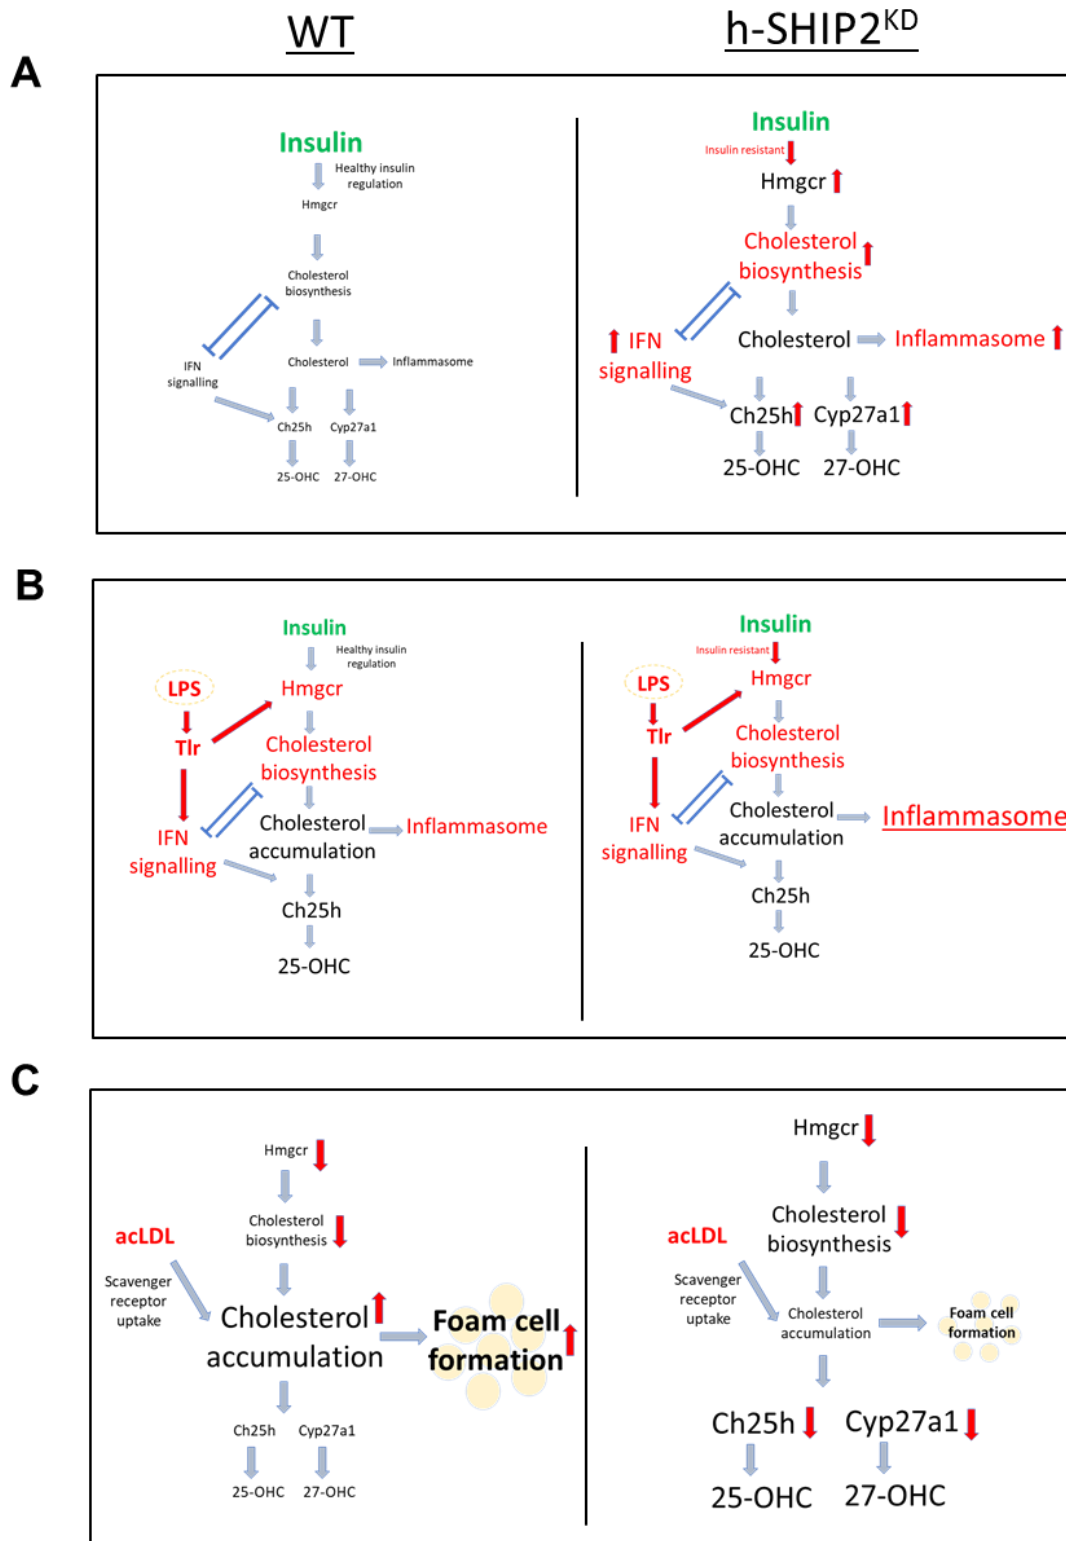 WT
h-SHIP2KD
A
Insulin
Healthy insulin
regulation
Hmgcr
Cholesterol
biosynthesis
IFN
signalling
Cholesterol
Inflammasome
Ch25h
Cyp27a1
25-OHC
27-OHC
Insulin
Insulin resistant
Hmgcr
Cholesterol
biosynthesis
IFN
signalling
Cholesterol
Inflammasome
Ch25h
Cyp27a1
25-OHC
27-OHC
B
Insulin
Healthy insulin
regulation
LPS
Hmgcr
Tlr
Cholesterol
biosynthesis
IFN
signalling
Cholesterol
accumulation
Inflammasome
Ch25h
25-OHC
Insulin
Insulin resistant
LPS
Hmgcr
Tlr
Cholesterol
biosynthesis
IFN
signalling
Cholesterol
accumulation
Inflammasome
Ch25h
25-OHC
C
Hmgcr
Cholesterol
biosynthesis
acLDL
Scavenger
receptor
uptake
Cholesterol
accumulation
Foam cell
formation
Ch25h
Cyp27a1
25-OHC
27-OHC
Hmgcr
Cholesterol
biosynthesis
acLDL
Scavenger
receptor
uptake
Cholesterol
accumulation
Foam cell
formation
Ch25h
Cyp27a1
25-OHC
27-OHC